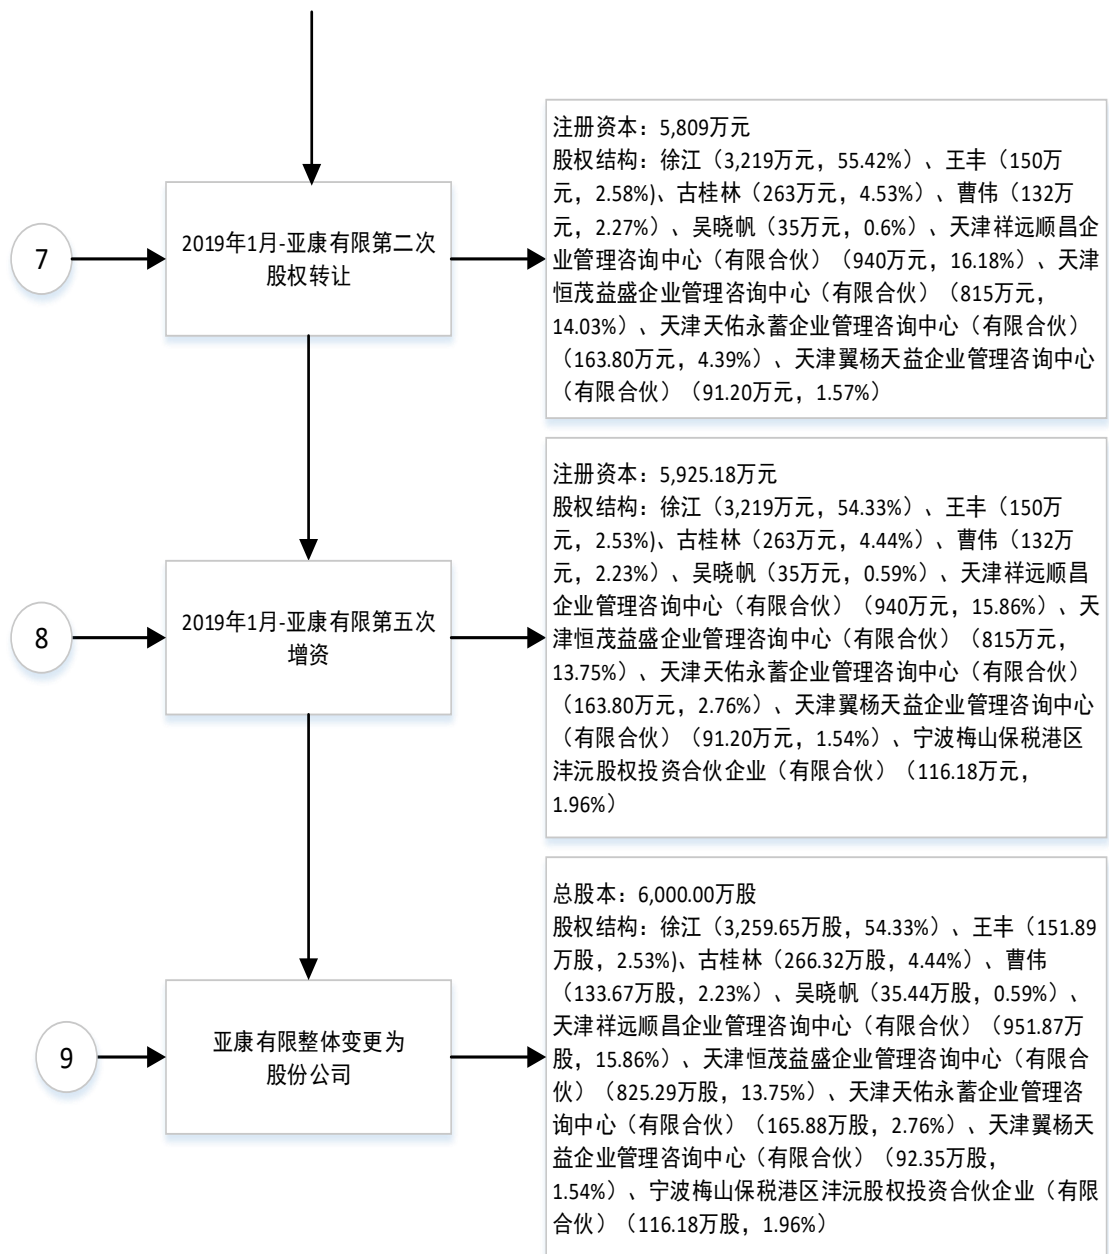 7
2019年1月-亚康有限第二次
股权转让
注册资本：5,809万元
股权结构：徐江（3,219万元，55.42%）、王丰（150万
元，2.58%)、古桂林（263万元，4.53%）、曹伟（132万
元，2.27%）、吴晓帆（35万元，0.6%）、天津祥远顺昌企
业管理咨询中心（有限合伙）（940万元，16.18%）、天津
恒茂益盛企业管理咨询中心（有限合伙）（815万元，
14.03%）、天津天佑永蓄企业管理咨询中心（有限合伙）
（163.80万元，4.39%）、天津翼杨天益企业管理咨询中心
（有限合伙）（91.20万元，1.57%）
8
2019年1月-亚康有限第五次
增资
注册资本：5,925.18万元
股权结构：徐江（3,219万元，54.33%）、王丰（150万
元，2.53%)、古桂林（263万元，4.44%）、曹伟（132万
元，2.23%）、吴晓帆（35万元，0.59%）、天津祥远顺昌
企业管理咨询中心（有限合伙）（940万元，15.86%）、天
津恒茂益盛企业管理咨询中心（有限合伙）（815万元，
13.75%）、天津天佑永蓄企业管理咨询中心（有限合伙）
（163.80万元，2.76%）、天津翼杨天益企业管理咨询中心
（有限合伙）（91.20万元，1.54%）、宁波梅山保税港区
沣沅股权投资合伙企业（有限合伙）（116.18万元，
1.96%）
9
亚康有限整体变更为
股份公司
总股本：6,000.00万股
股权结构：徐江（3,259.65万股，54.33%）、王丰（151.89
万股，2.53%)、古桂林（266.32万股，4.44%）、曹伟
（133.67万股，2.23%）、吴晓帆（35.44万股，0.59%）、
天津祥远顺昌企业管理咨询中心（有限合伙）（951.87万
股，15.86%）、天津恒茂益盛企业管理咨询中心（有限合
伙）（825.29万股，13.75%）、天津天佑永蓄企业管理咨
询中心（有限合伙）（165.88万股，2.76%）、天津翼杨天
益企业管理咨询中心（有限合伙）（92.35万股，
1.54%）、宁波梅山保税港区沣沅股权投资合伙企业（有限
合伙）（116.18万股，1.96%）